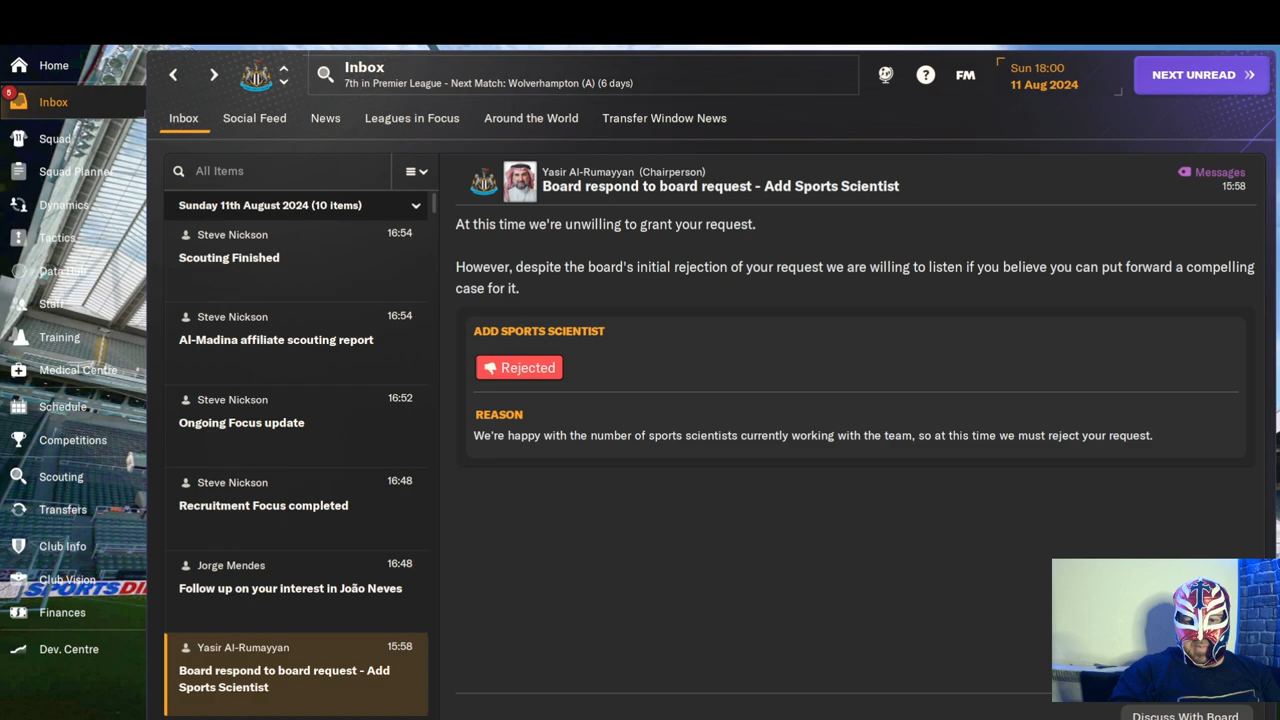 Home
5
Inbox
11
Squad
Squad Planner
Dynamics
Tactics
Data Hub
Staff
Training
Medical Centre
Schedule
Competitions
Scouting
Transfers
Club Info
Club Vision
SPORTS DI
Finances
Dev. Centre
Inbox
7th in Premier League - Next Match: Wolverhampton (A) (6 days)
?
FM
Sun 18:00
11 Aug 2024
NEXT UNREAD
Inbox
Social Feed
News
Leagues in Focus
Around the World
Transfer Window News
All Items
Sunday 11th August 2024 (10 items)
Steve Nickson 16:54
Scouting Finished
Steve Nickson 16:54
Al-Madina affiliate scouting report
Steve Nickson 16:52
Ongoing Focus update
Steve Nickson 16:48
Recruitment Focus completed
Jorge Mendes 16:48
Follow up on your interest in João Neves
Yasir Al-Rumayyan 15:58
Board respond to board request - Add
Sports Scientist
Yasir Al-Rumayyan (Chairperson)
Board respond to board request - Add Sports Scientist
Messages
15:58
At this time we're unwilling to grant your request.
However, despite the board's initial rejection of your request we are willing to listen if you believe you can put forward a compelling
case for it.
ADD SPORTS SCIENTIST
Rejected
REASON
We're happy with the number of sports scientists currently working with the team, so at this time we must reject your request.
Discuss With Board